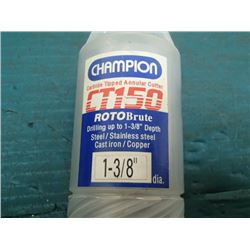 CHAMPION
Carbide Tipped Annular Cutter
CT150
ROTOBrute
Drilling up to 1-3/8" Depth
Steel/Stainless steel
Cast iron/Copper
1-3/8"
dia.